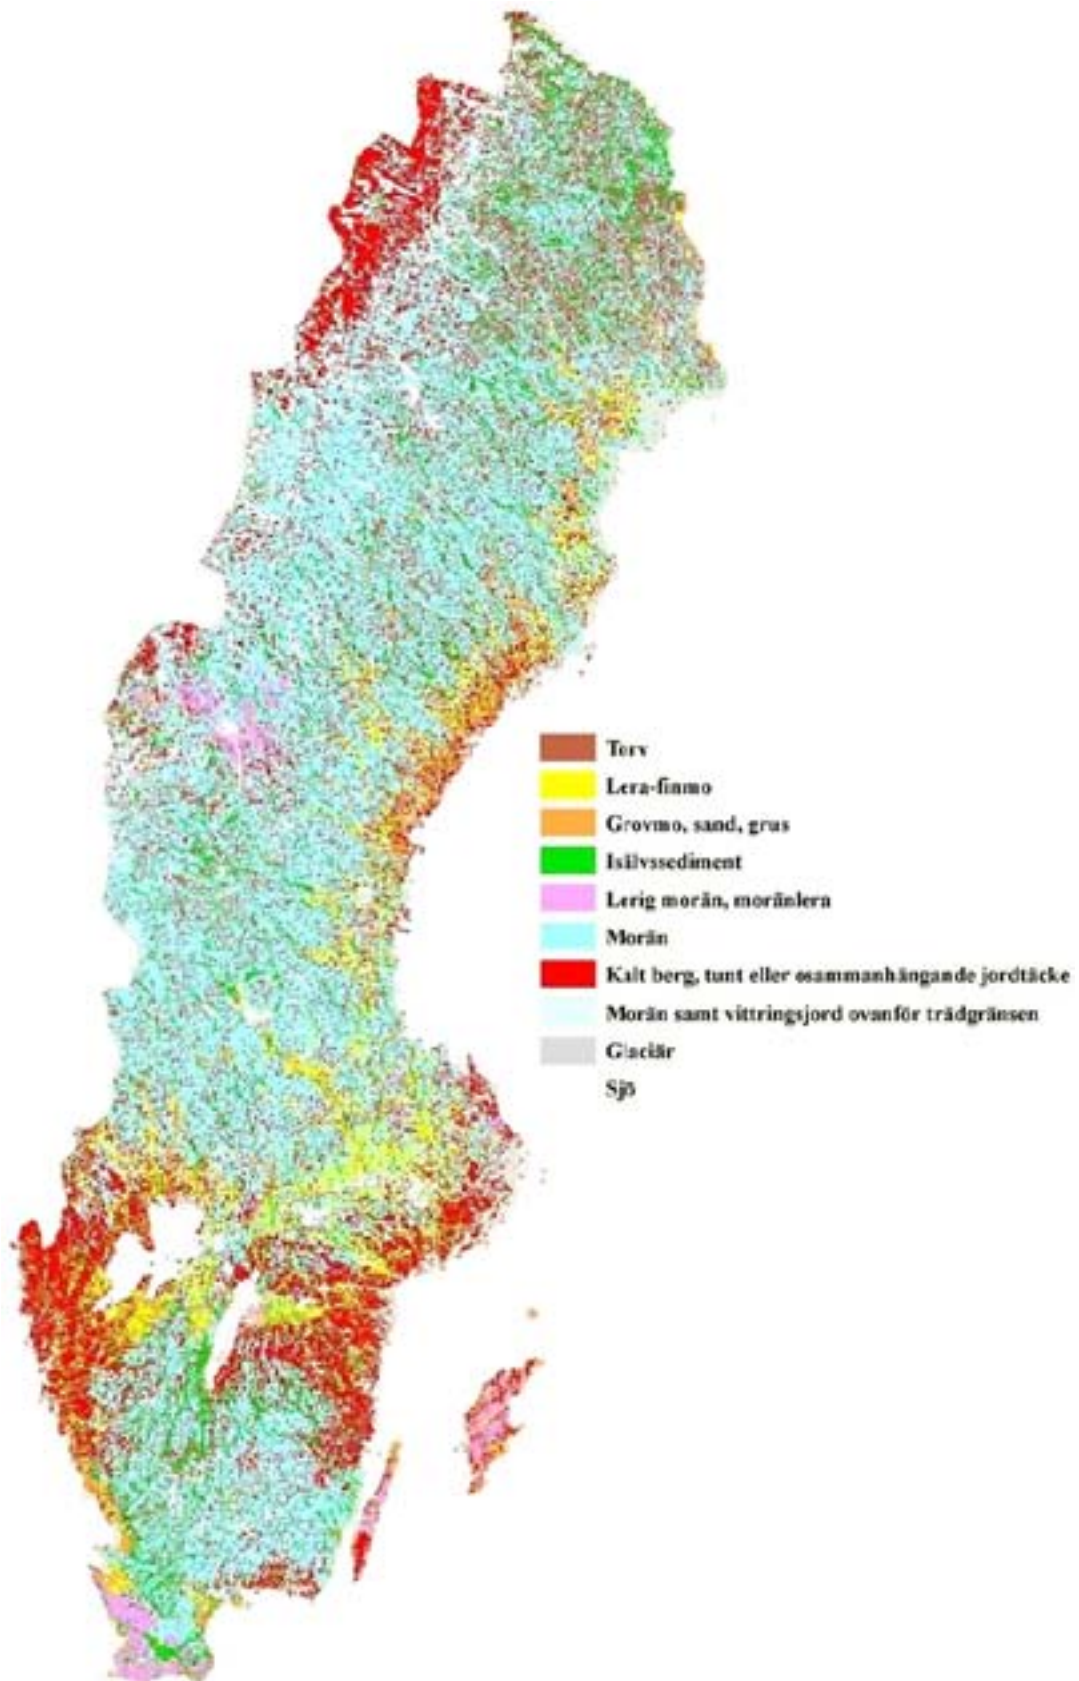 Torv
Lera-finmo
Grovmo, sand, grus
Isälvssediment
Lerig morän, moränlera
Morän
Kalt berg, tunt eller osammanhängande jordtäcke
Morän samt vittringsjord ovanför trädgränsen
Glaciär
Sjö